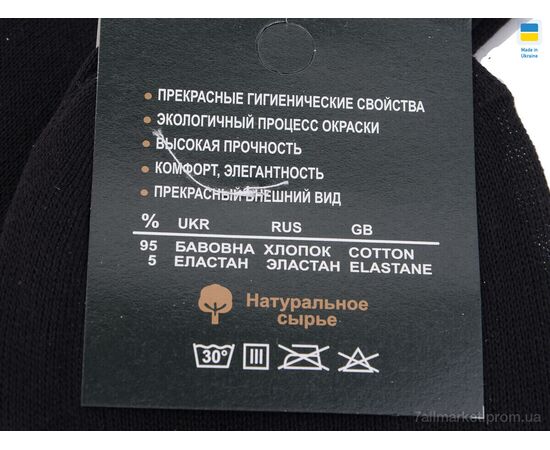 Made in
Ukraine
• ПРЕКРАСНЫЕ ГИГИЕНИЧЕСКИЕ СВОЙСТВА
• ЭКОЛОГИЧНЫЙ ПРОЦЕСС ОКРАСКИ
• ВЫСОКАЯ ПРОЧНОСТЬ
• КОМФОРТ, ЭЛЕГАНТНОСТЬ
• ПРЕКРАСНЫЙ ВНЕШНИЙ ВИД
% UKR RUS GB
95 БАВОВНА ХЛОПОК COTTON
5 ЕЛАСТАН ЭЛАСТАН ELASTANE
Натуральное
сырье
30°
7allmarket.prom.ua